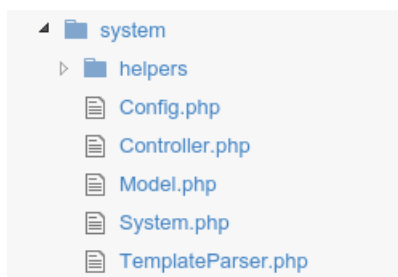 system
helpers
Config.php
Controller.php
Model.php
System.php
TemplateParser.php